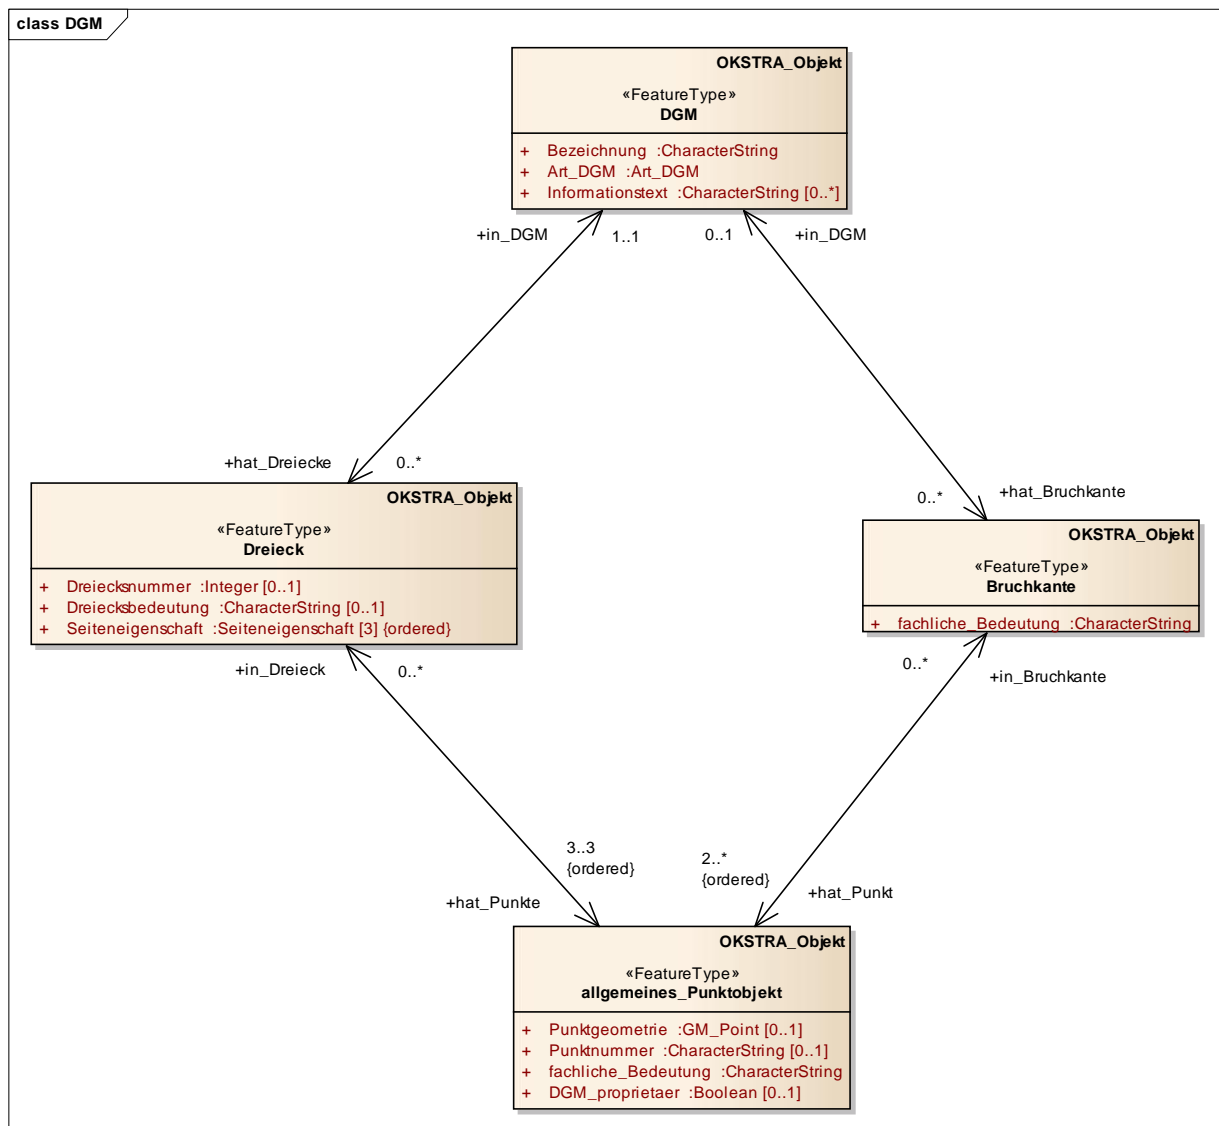 class DGM
OKSTRA_Objekt
«FeatureType»
DGM
+ Bezeichnung :CharacterString
+ Art_DGM :Art_DGM
+ Informationstext :CharacterString [0..*]
+in_DGM
1..1
0..1
+in_DGM
+hat_Dreiecke
0..*
0..*
+hat_Bruchkante
OKSTRA_Objekt
«FeatureType»
Dreieck
+ Dreiecksnummer :Integer [0..1]
+ Dreiecksbedeutung :CharacterString [0..1]
+ Seiteneigenschaft :Seiteneigenschaft [3] {ordered}
OKSTRA_Objekt
«FeatureType»
Bruchkante
+ fachliche_Bedeutung :CharacterString
+in_Dreieck
0..*
0..*
+in_Bruchkante
3..3
{ordered}
2..*
{ordered}
+hat_Punkte
+hat_Punkt
OKSTRA_Objekt
«FeatureType»
allgemeines_Punktobjekt
+ Punktgeometrie :GM_Point [0..1]
+ Punktnummer :CharacterString [0..1]
+ fachliche_Bedeutung :CharacterString
+ DGM_proprietaer :Boolean [0..1]